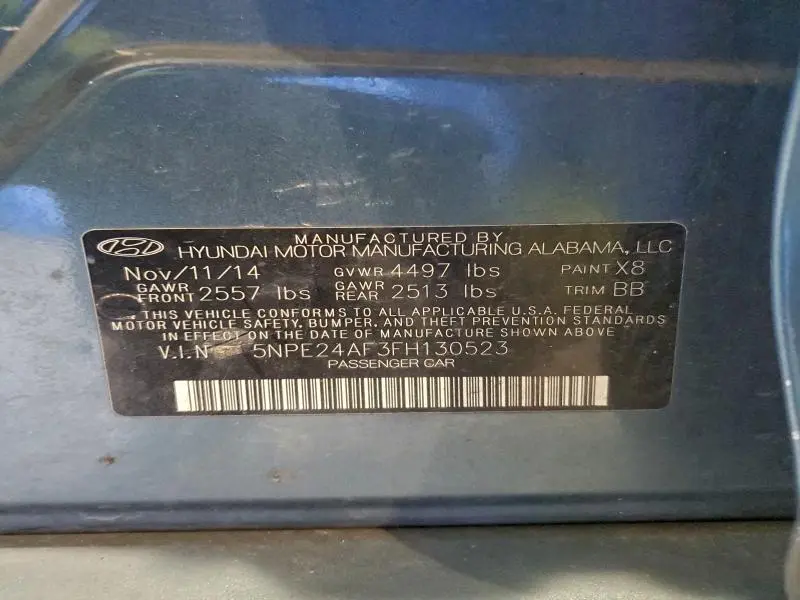 MANUFACTURED BY
HYUNDAI MOTOR MANUFACTURING ALABAMA, LLC
Nov/11/14 GVWR 4497 lbs PAINT X8
GAWR FRONT 2557 lbs GAWR REAR 2513 lbs TRIM BB
THIS VEHICLE CONFORMS TO ALL APPLICABLE U.S.A. FEDERAL
MOTOR VEHICLE SAFETY, BUMPER, AND THEFT PREVENTION STANDARDS
IN EFFECT ON THE DATE OF MANUFACTURE SHOWN ABOVE
V.I.N 5NPE24AF3FH130523
PASSENGER CAR